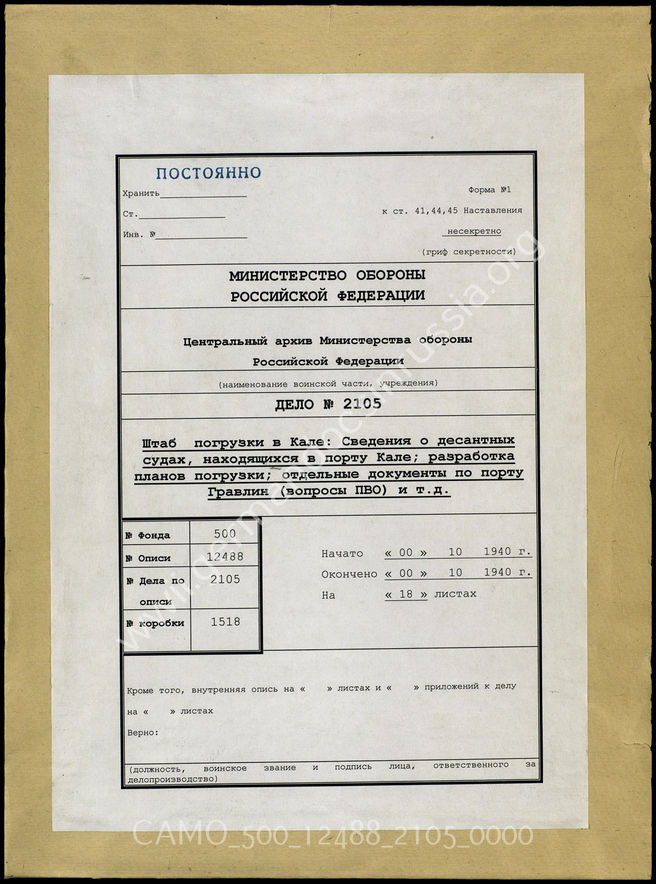 ПОСТОЯННО
Хранить
Форма №1
Ст.
к ст. 41,44,45 Наставления
Инв. №
несекретно
(гриф секретности)
МИНИСТЕРСТВО ОБОРОНЫ
РОССИЙСКОЙ ФЕДЕРАЦИИ
Центральный архив Министерства обороны
Российской Федерации
(наименование воинской части, учреждения)
ДЕЛО № 2105
Штаб погрузки в Кале: Сведения о десантных
судах, находящихся в порту Кале; разработка
планов погрузки; отдельные документы по порту
Гравлин (вопросы ПВО) и т.д.
№ Фонда 500
№ Описи 12488
№ Дела по 2105
описи
№ коробки 1518
Начато « 00 » 10 1940 г.
Окончено « 00 » 10 1940 г.
На « 18 » листах
Кроме того, внутренняя опись на « » листах и « » приложений к делу
на « » листах
Верно:
(должность, воинское звание и подпись лица, ответственного за
делопроизводство)
www.germandocsinrussia.org
CAMO_500_12488_2105_0000